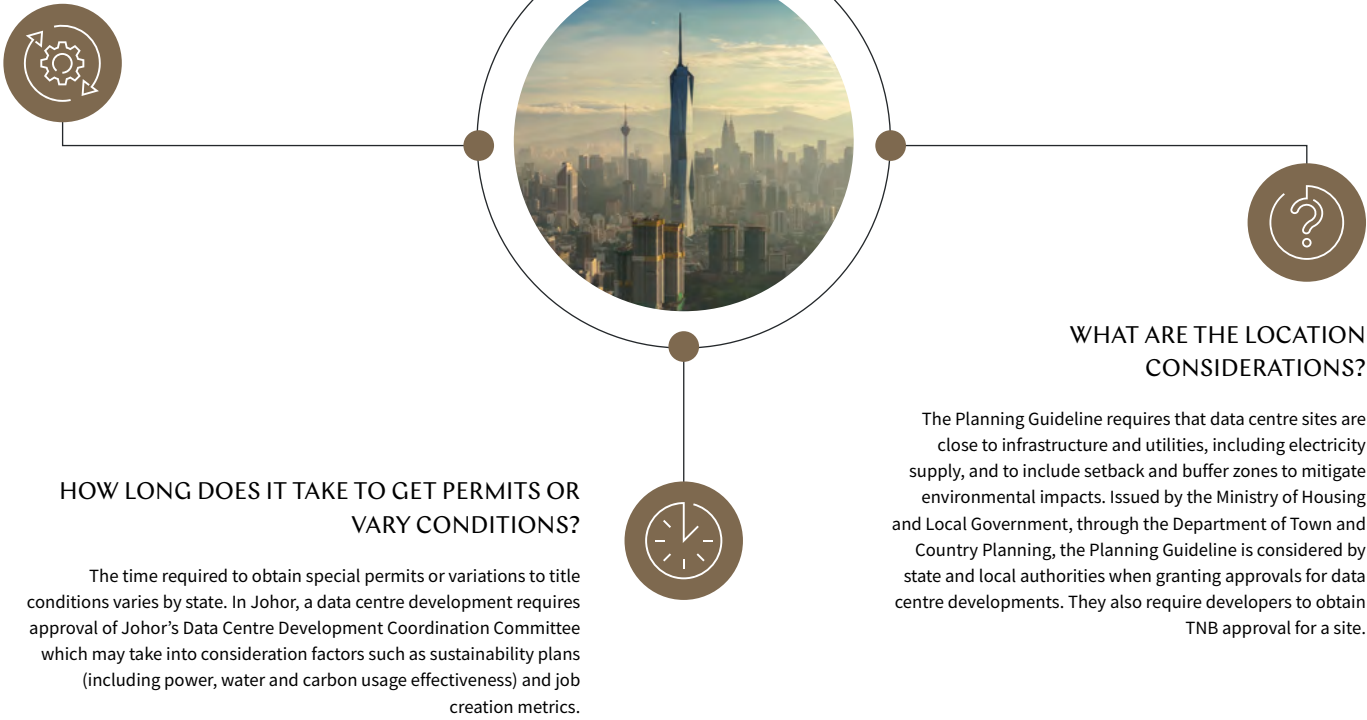 WHAT ARE THE LOCATION
CONSIDERATIONS?
The Planning Guideline requires that data centre sites are
close to infrastructure and utilities, including electricity
supply, and to include setback and buffer zones to mitigate
environmental impacts. Issued by the Ministry of Housing
and Local Government, through the Department of Town and
Country Planning, the Planning Guideline is considered by
state and local authorities when granting approvals for data
centre developments. They also require developers to obtain
TNB approval for a site.
HOW LONG DOES IT TAKE TO GET PERMITS OR
VARY CONDITIONS?
The time required to obtain special permits or variations to title
conditions varies by state. In Johor, a data centre development requires
approval of Johor’s Data Centre Development Coordination Committee
which may take into consideration factors such as sustainability plans
(including power, water and carbon usage effectiveness) and job
creation metrics.